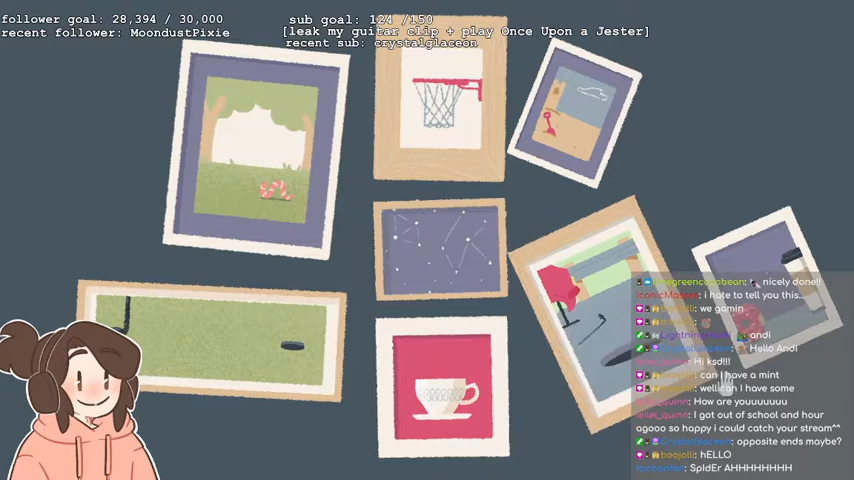 follower goal: 28,394 / 30,000
sub goal: 124 /150
recent follower: MoondustPixie
[leak my guitar clip + play Once Upon a Jester]
recent sub: crystalglaceon
nicely done!!
i hate to tell you this...
we gamin
andi
Hello Andi
Hi ksd!!!
can i have a mint
well can I have some
How are youuuuuuu
leilei_quinn: I got out of school and hour
agooo so happy i could catch your stream^^
CrystalGlaceon: opposite ends maybe?
boojolli: hELLO
SpIdEr AHHHHHHHH